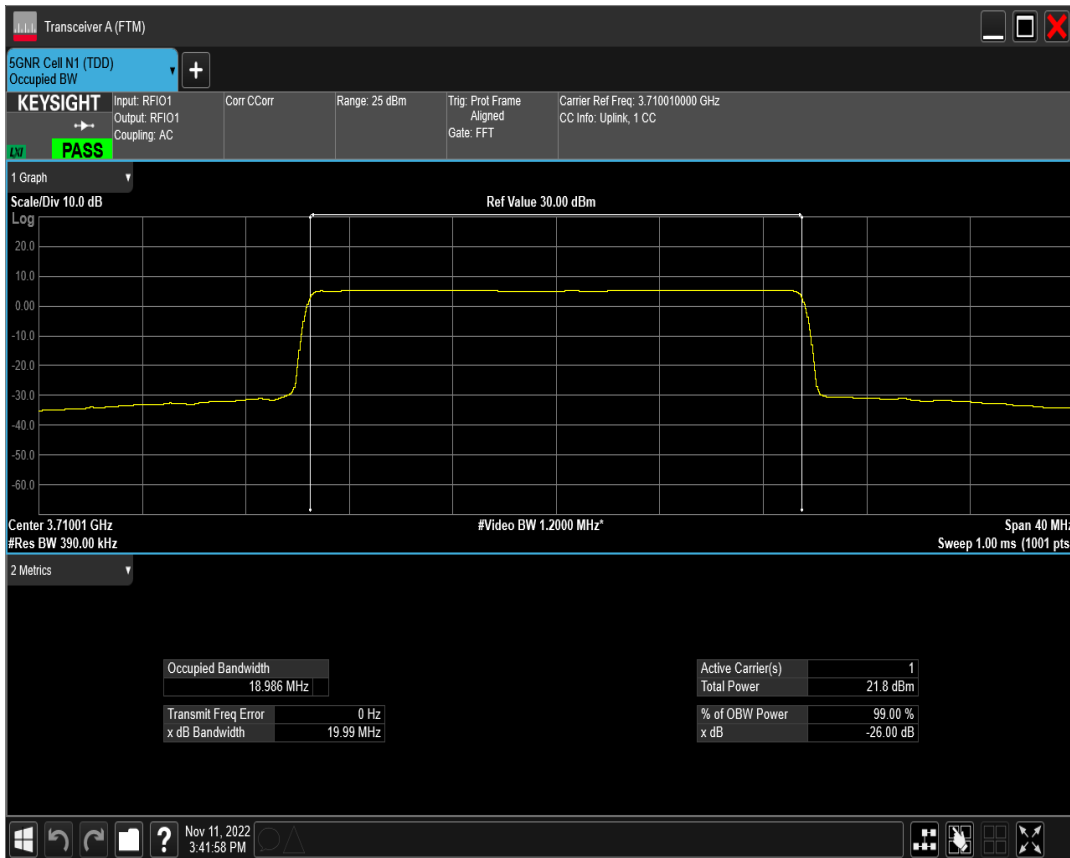 Transceiver A (FTM)
5GNR Cell N1 (TDD)
Occupied BW
+
KEYSIGHT
LXI
PASS
Input: RFIO1
Output: RFIO1
Coupling: AC
Corr CCorr
Range: 25 dBm
Trig: Prot Frame
Aligned
Gate: FFT
Carrier Ref Freq: 3.710010000 GHz
CC Info: Uplink, 1 CC
1 Graph
Scale/Div 10.0 dB
Ref Value 30.00 dBm
Log
20.0
10.0
0.00
-10.0
-20.0
-30.0
-40.0
-50.0
-60.0
Center 3.71001 GHz
#Video BW 1.2000 MHz*
Span 40 MHz
#Res BW 390.00 kHz
Sweep 1.00 ms (1001 pts
2 Metrics
Occupied Bandwidth
18.986 MHz
Transmit Freq Error 0 Hz
x dB Bandwidth 19.99 MHz
Active Carrier(s) 1
Total Power 21.8 dBm
% of OBW Power 99.00 %
x dB -26.00 dB
?
Nov 11, 2022
3:41:58 PM